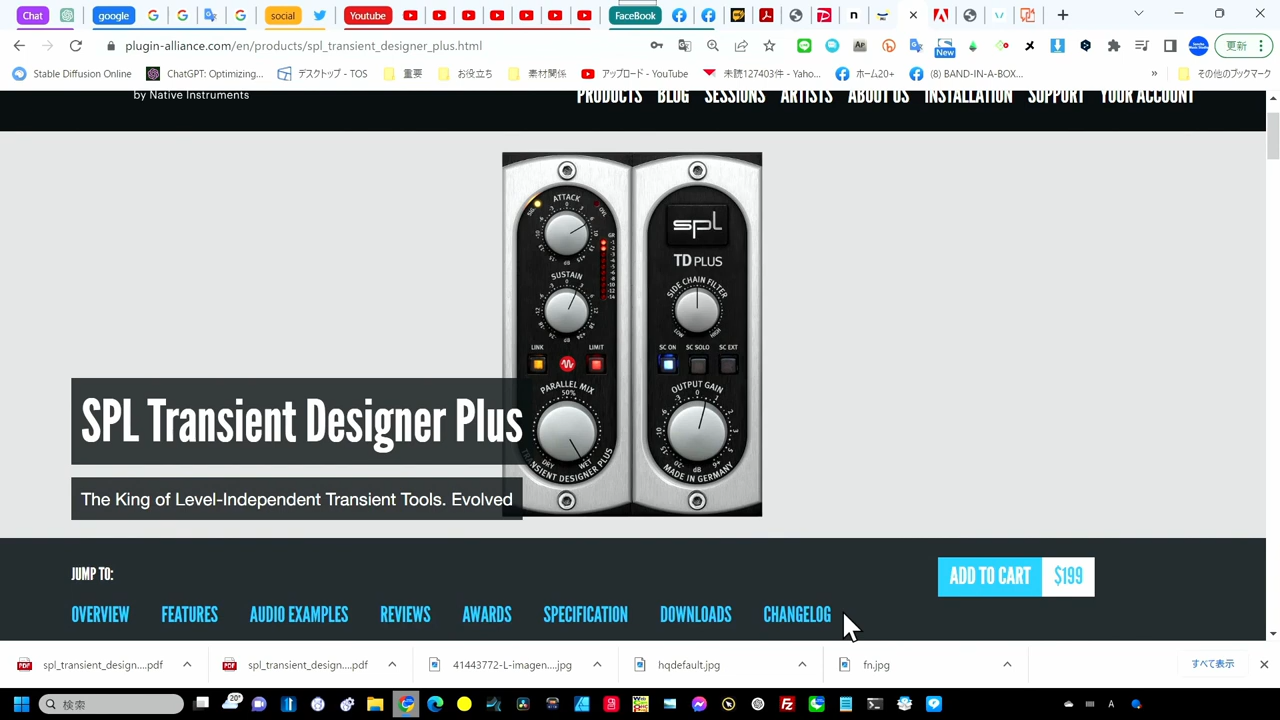 Chat
google
social
Youtube
FaceBook
plugin-alliance.com/en/products/spl_transient_designer_plus.html
New
更新
Stable Diffusion Online
ChatGPT: Optimizing...
デスクトップ - TOS
重要
お役立ち
素材関係
アップロード - YouTube
未読127403件 - Yaho...
ホーム20+
(8) BAND-IN-A-BOX...
»
その他のブックマーク
by Native Instruments
PRODUCTS
BLOG
SESSIONS
ARTISTS
ABOUT US
INSTALLATION
SUPPORT
YOUR ACCOUNT
ATTACK
SIG.
OVL
GR
SUSTAIN
LINK
LIMIT
PARALLEL MIX
50%
DRY
WET
TRANSIENT DESIGNER PLUS
spl
TD PLUS
SIDE CHAIN FILTER
LOW
HIGH
SC ON
SC SOLO
SC EXT
OUTPUT GAIN
dB
MADE IN GERMANY
SPL Transient Designer Plus
The King of Level-Independent Transient Tools. Evolved
JUMP TO:
ADD TO CART
$199
OVERVIEW
FEATURES
AUDIO EXAMPLES
REVIEWS
AWARDS
SPECIFICATION
DOWNLOADS
CHANGELOG
spl_transient_design....pdf
spl_transient_design....pdf
41443772-L-imagen....jpg
hqdefault.jpg
fn.jpg
すべて表示
検索
20°
A